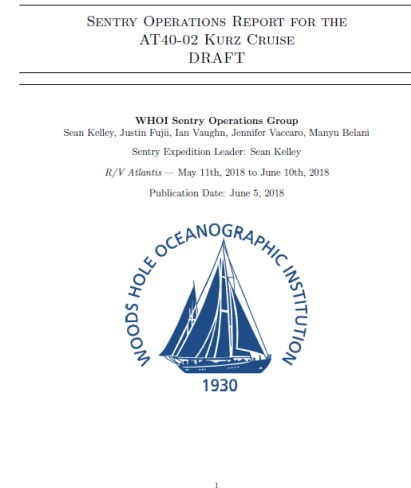 SENTRY OPERATIONS REPORT FOR THE
AT40-02 KURZ CRUISE
DRAFT
WHOI Sentry Operations Group
Sean Kelley, Justin Fujii, Ian Vaughn, Jennifer Vaccaro, Manyu Belani
Sentry Expedition Leader: Sean Kelley
R/V Atlantis — May 11th, 2018 to June 10th, 2018
Publication Date: June 5, 2018
WOODS HOLE OCEANOGRAPHIC INSTITUTION
1930
1